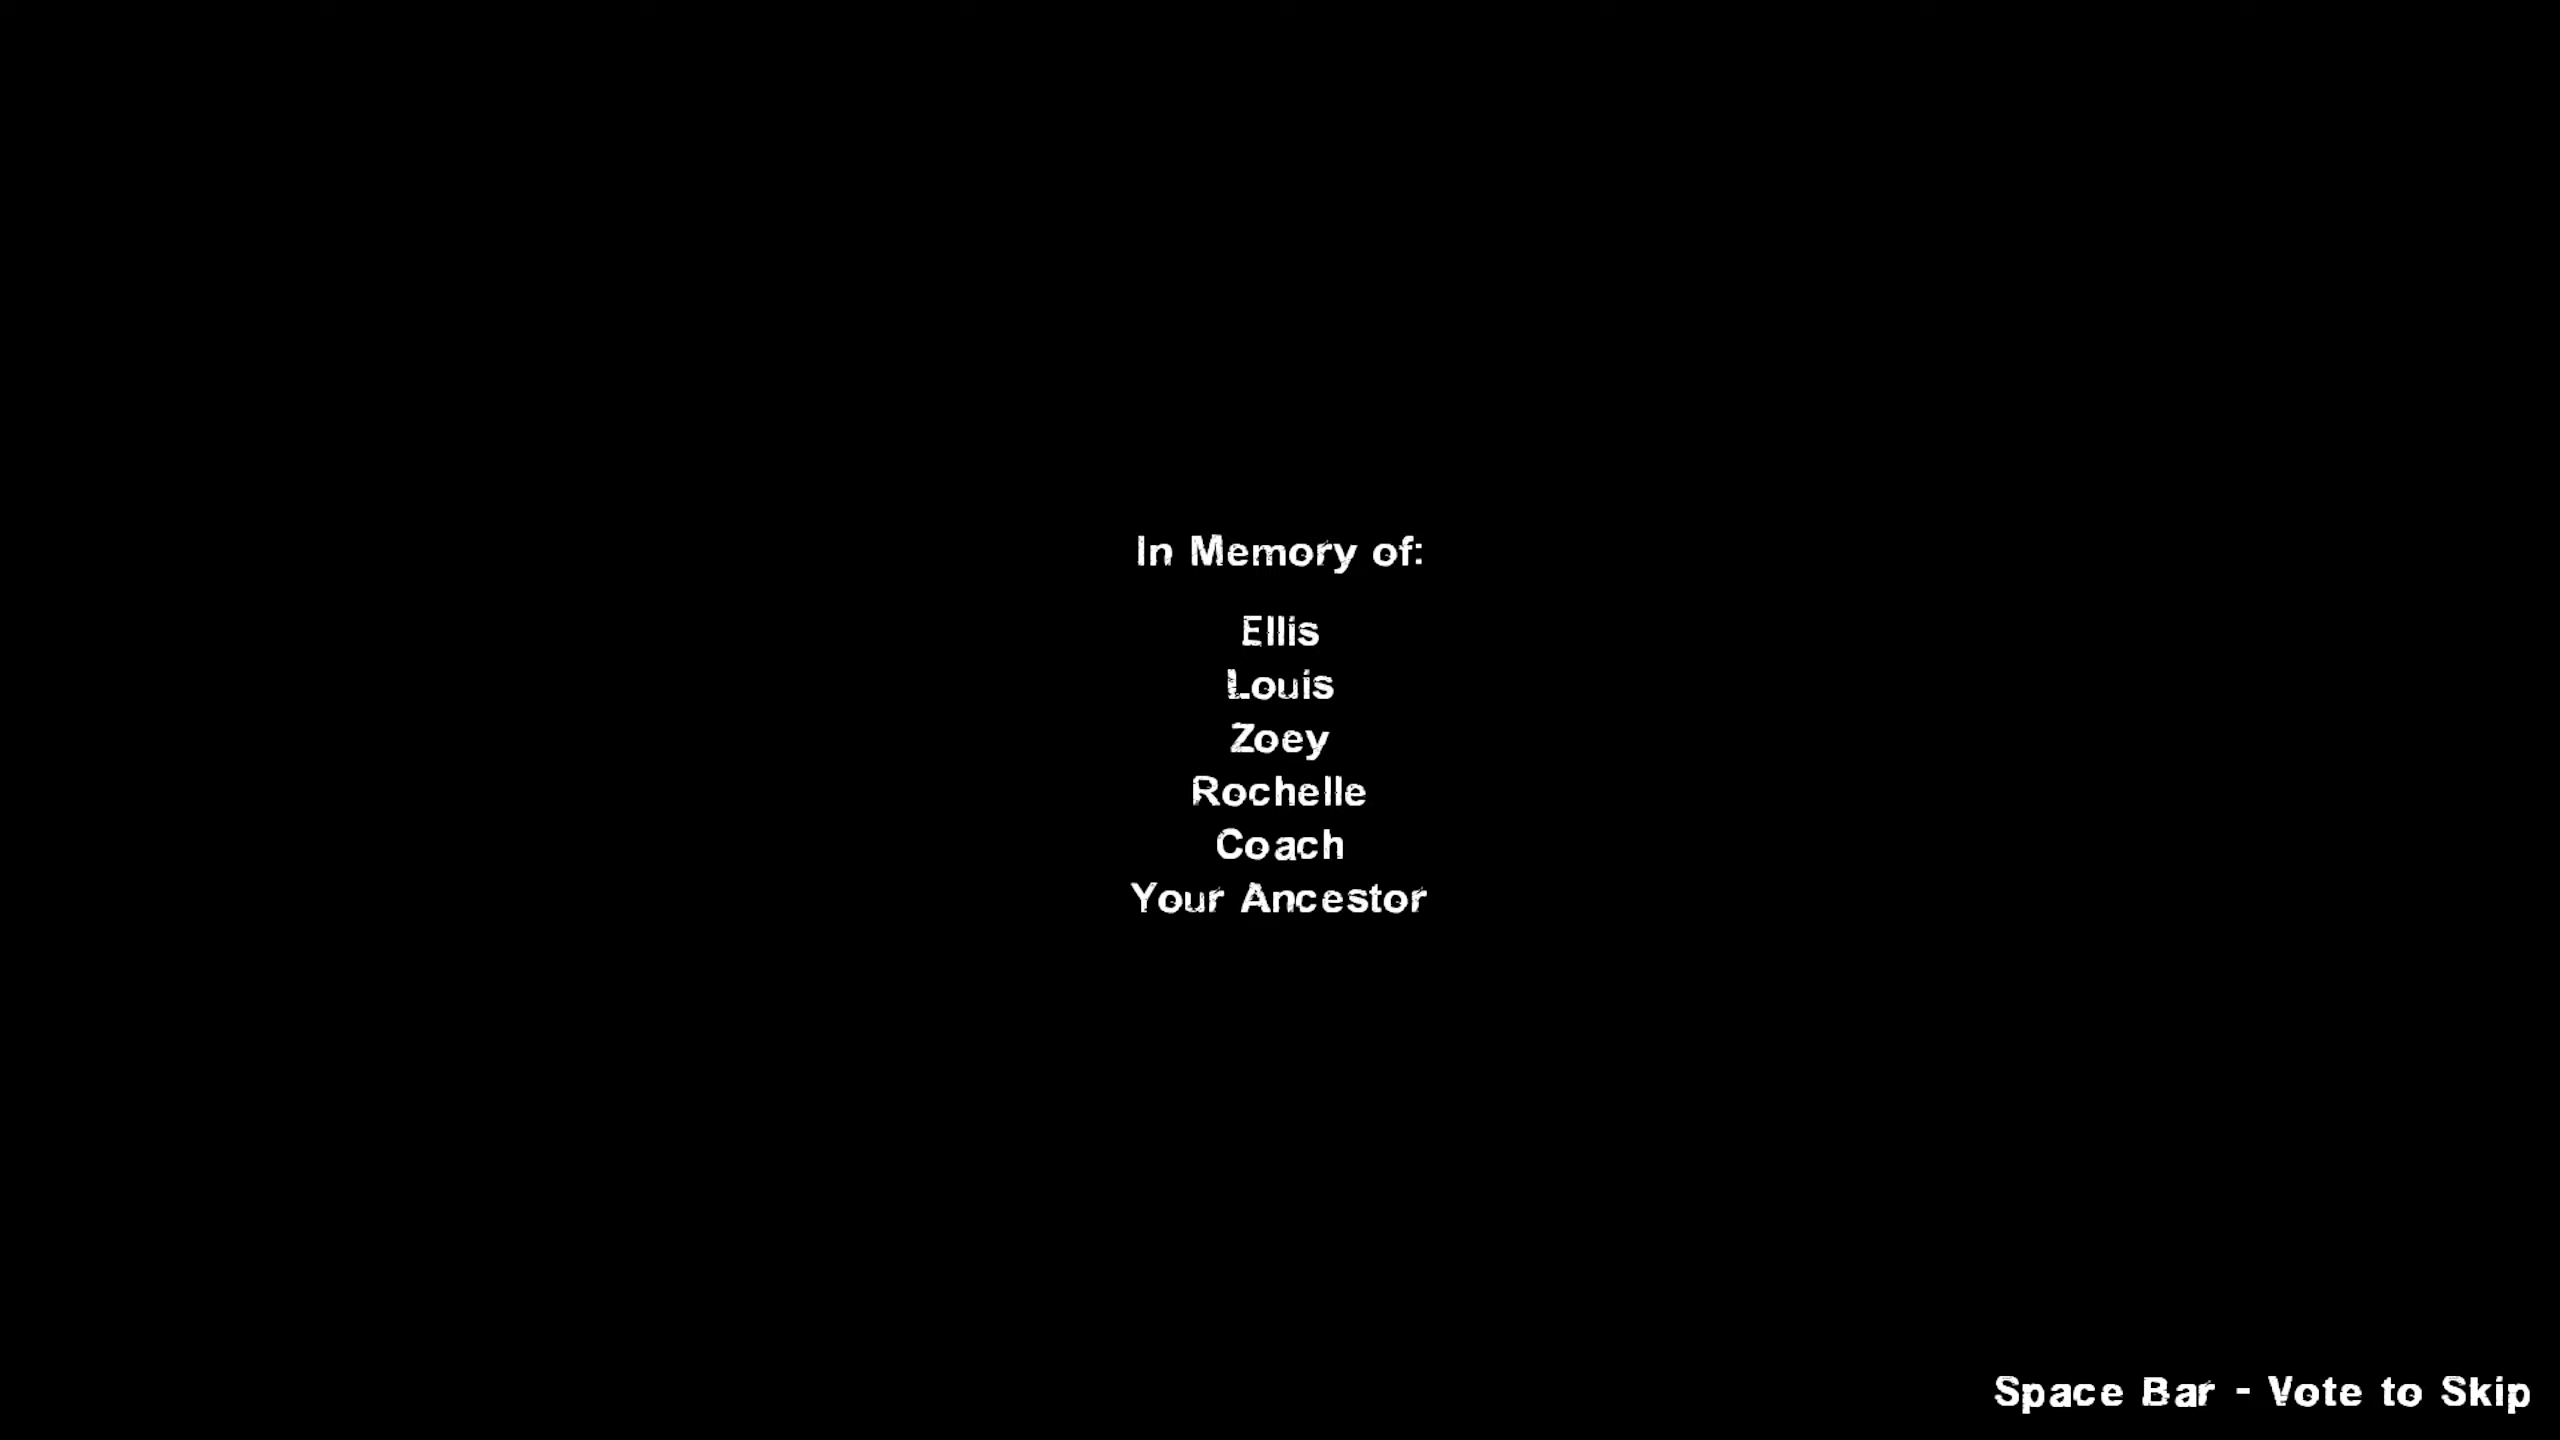 In Memory of:
Ellis
Louis
Zoey
Rochelle
Coach
Your Ancestor
Space Bar - Vote to Skip